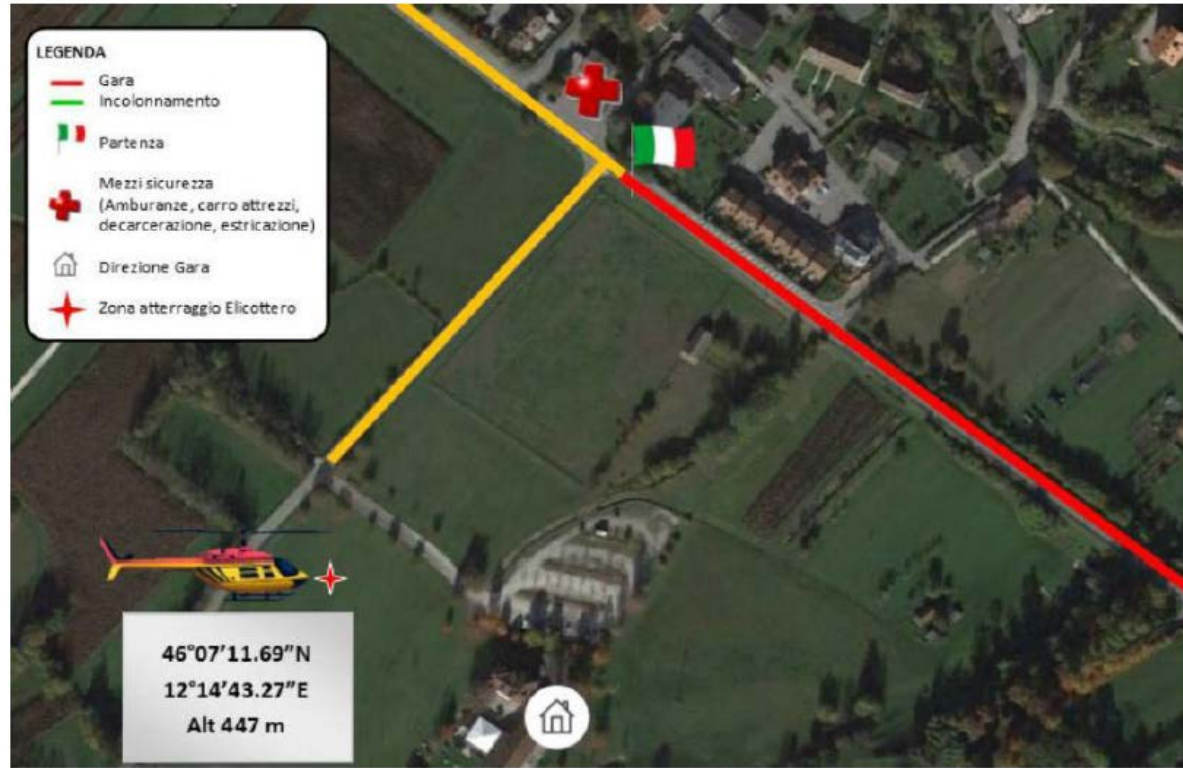 LEGENDA
Gara
Incolonnamento
Partenza
Mezzi sicurezza
(Amburanze, carro attrezzi,
decarcerazione, estricazione)
Direzione Gara
Zona atterraggio Elicottero
46°07'11.69"N
12°14'43.27"E
Alt 447 m